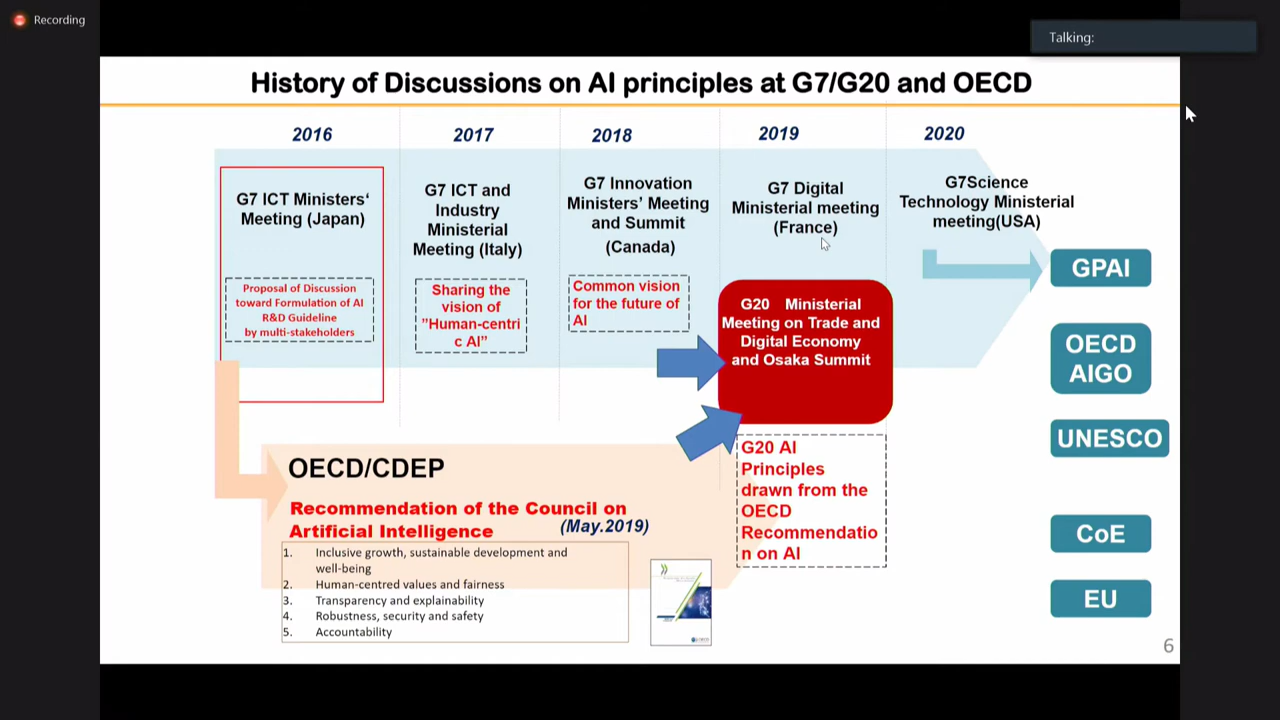 Recording
Talking:
History of Discussions on AI principles at G7/G20 and OECD
2016
2017
2018
2019
2020
G7 ICT Ministers‘
Meeting (Japan)
Proposal of Discussion
toward Formulation of AI
R&D Guideline
by multi-stakeholders
G7 ICT and
Industry
Ministerial
Meeting (Italy)
Sharing the
vision of
”Human-centri
c AI”
G7 Innovation
Ministers’ Meeting
and Summit
(Canada)
Common vision
for the future of
AI
G7 Digital
Ministerial meeting
(France)
G20 Ministerial
Meeting on Trade and
Digital Economy
and Osaka Summit
G20 AI
Principles
drawn from the
OECD
Recommendatio
n on AI
G7Science
Technology Ministerial
meeting(USA)
GPAI
OECD
AIGO
UNESCO
CoE
EU
OECD/CDEP
Recommendation of the Council on
Artificial Intelligence
(May.2019)
1. Inclusive growth, sustainable development and
well-being
2. Human-centred values and fairness
3. Transparency and explainability
4. Robustness, security and safety
5. Accountability
6